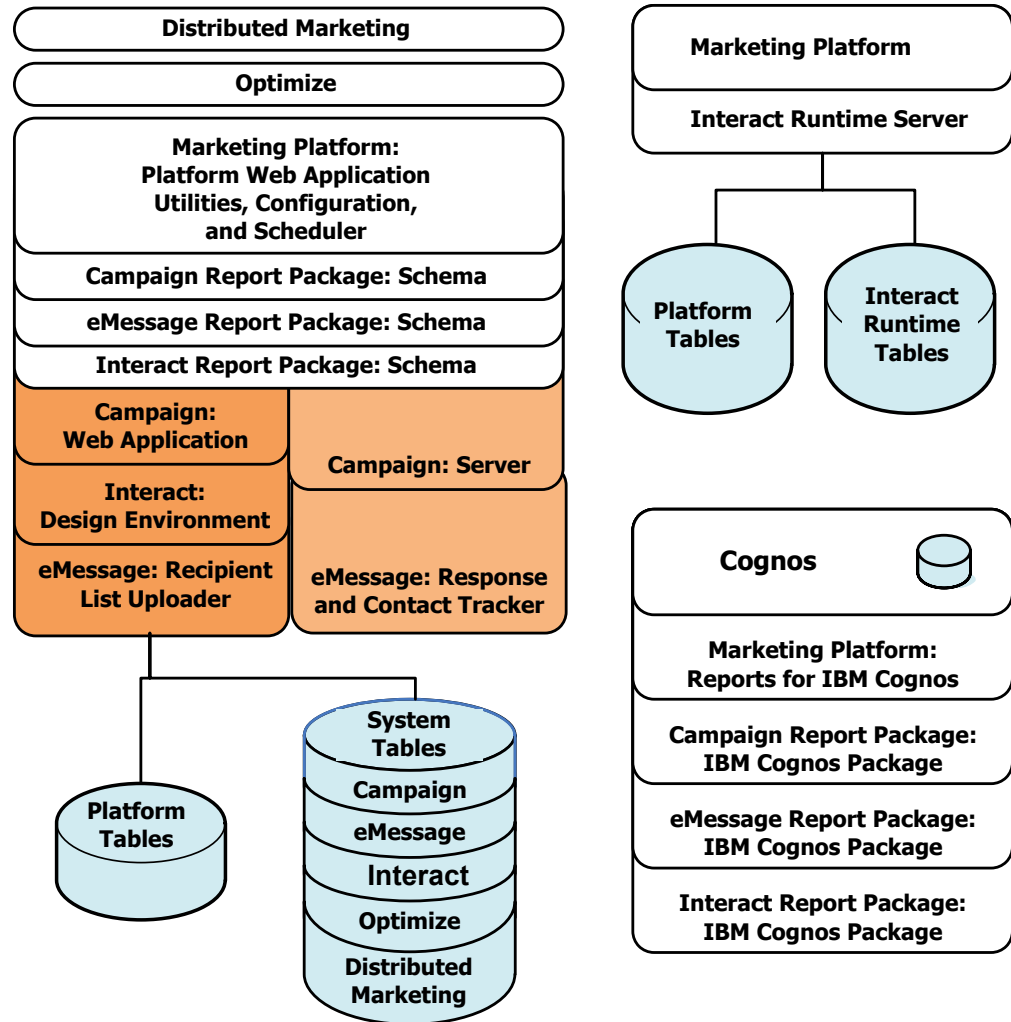 Distributed Marketing
Optimize
Marketing Platform:
Platform Web Application
Utilities, Configuration,
and Scheduler
Campaign Report Package: Schema
eMessage Report Package: Schema
Interact Report Package: Schema
Campaign:
Web Application
Interact:
Design Environment
eMessage: Recipient
List Uploader
Campaign: Server
eMessage: Response
and Contact Tracker
Platform
Tables
System
Tables
Campaign
eMessage
Interact
Optimize
Distributed
Marketing
Marketing Platform
Interact Runtime Server
Platform
Tables
Interact
Runtime
Tables
Cognos
Marketing Platform:
Reports for IBM Cognos
Campaign Report Package:
IBM Cognos Package
eMessage Report Package:
IBM Cognos Package
Interact Report Package:
IBM Cognos Package